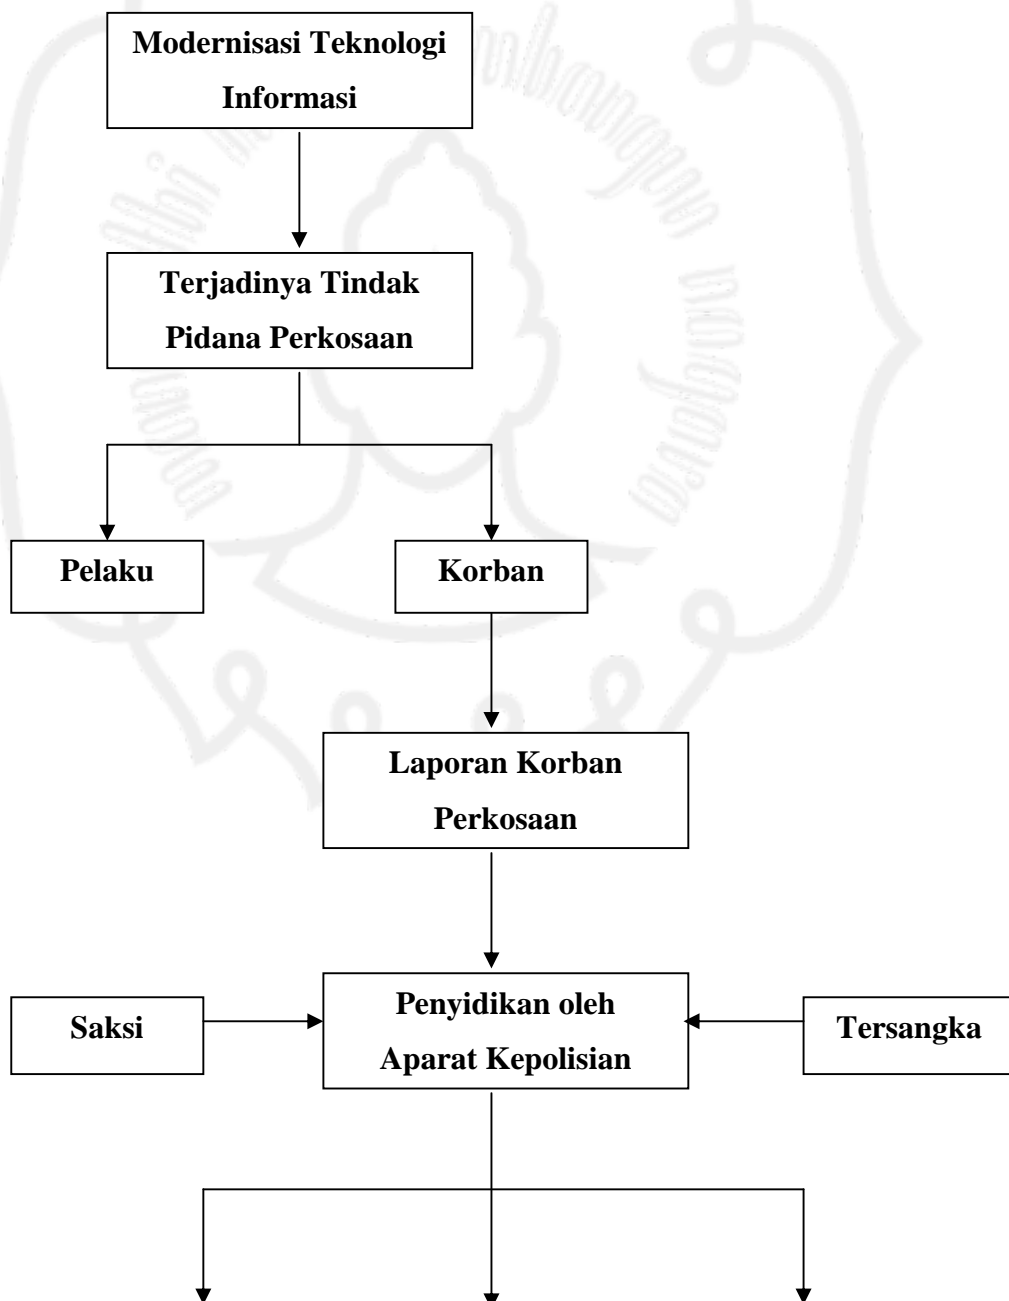 Modernisasi Teknologi
Informasi
Terjadinya Tindak
Pidana Perkosaan
Pelaku
Korban
Laporan Korban
Perkosaan
Saksi
Penyidikan oleh
Aparat Kepolisian
Tersangka